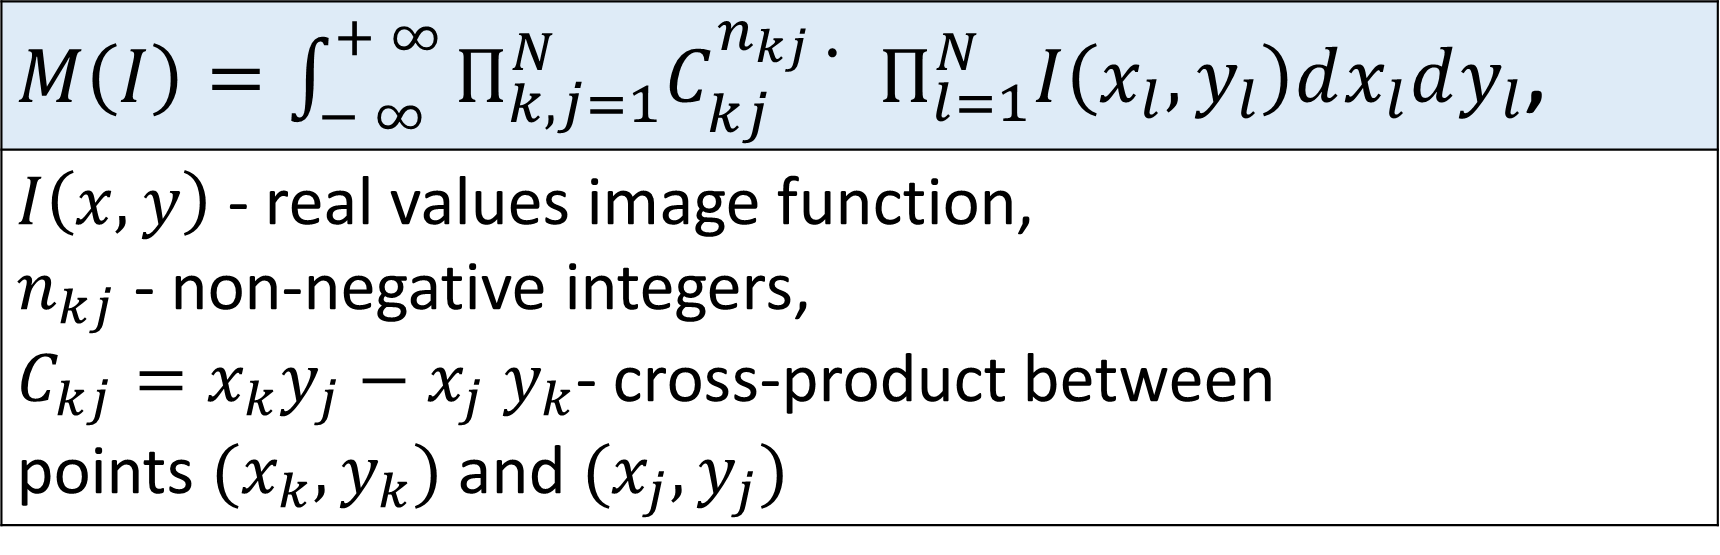 M(I) = ∫_{−∞}^{+∞} Π_{k,j=1}^{N} C_{kj}^{n_{kj}} · Π_{l=1}^{N} I(x_l, y_l)dx_l dy_l,
I(x, y) - real values image function,
n_{kj} - non-negative integers,
C_{kj} = x_k y_j − x_j y_k- cross-product between
points (x_k, y_k) and (x_j, y_j)